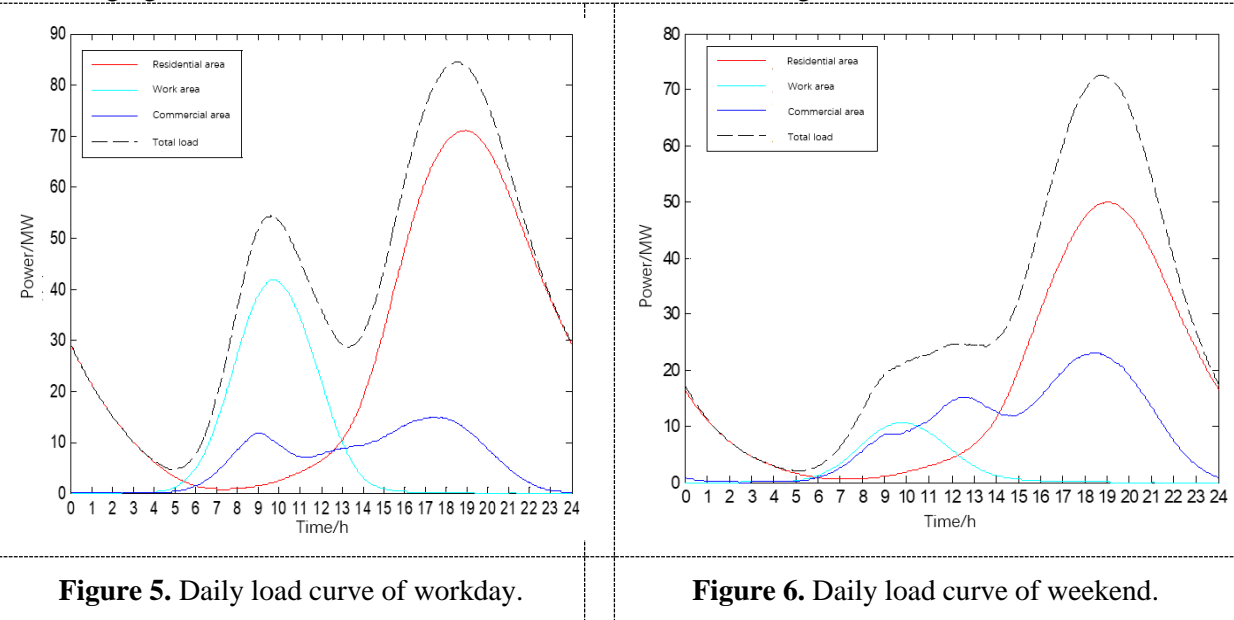 90
80
70
60
50
40
30
20
10
0
Power/MW
Residential area
Work area
Commercial area
Total load
0 1 2 3 4 5 6 7 8 9 10 11 12 13 14 15 16 17 18 19 20 21 22 23 24
Time/h
80
70
60
50
40
30
20
10
0
Power/MW
Residential area
Work area
Commercial area
Total load
0 1 2 3 4 5 6 7 8 9 10 11 12 13 14 15 16 17 18 19 20 21 22 23 24
Time/h
Figure 5. Daily load curve of workday.
Figure 6. Daily load curve of weekend.